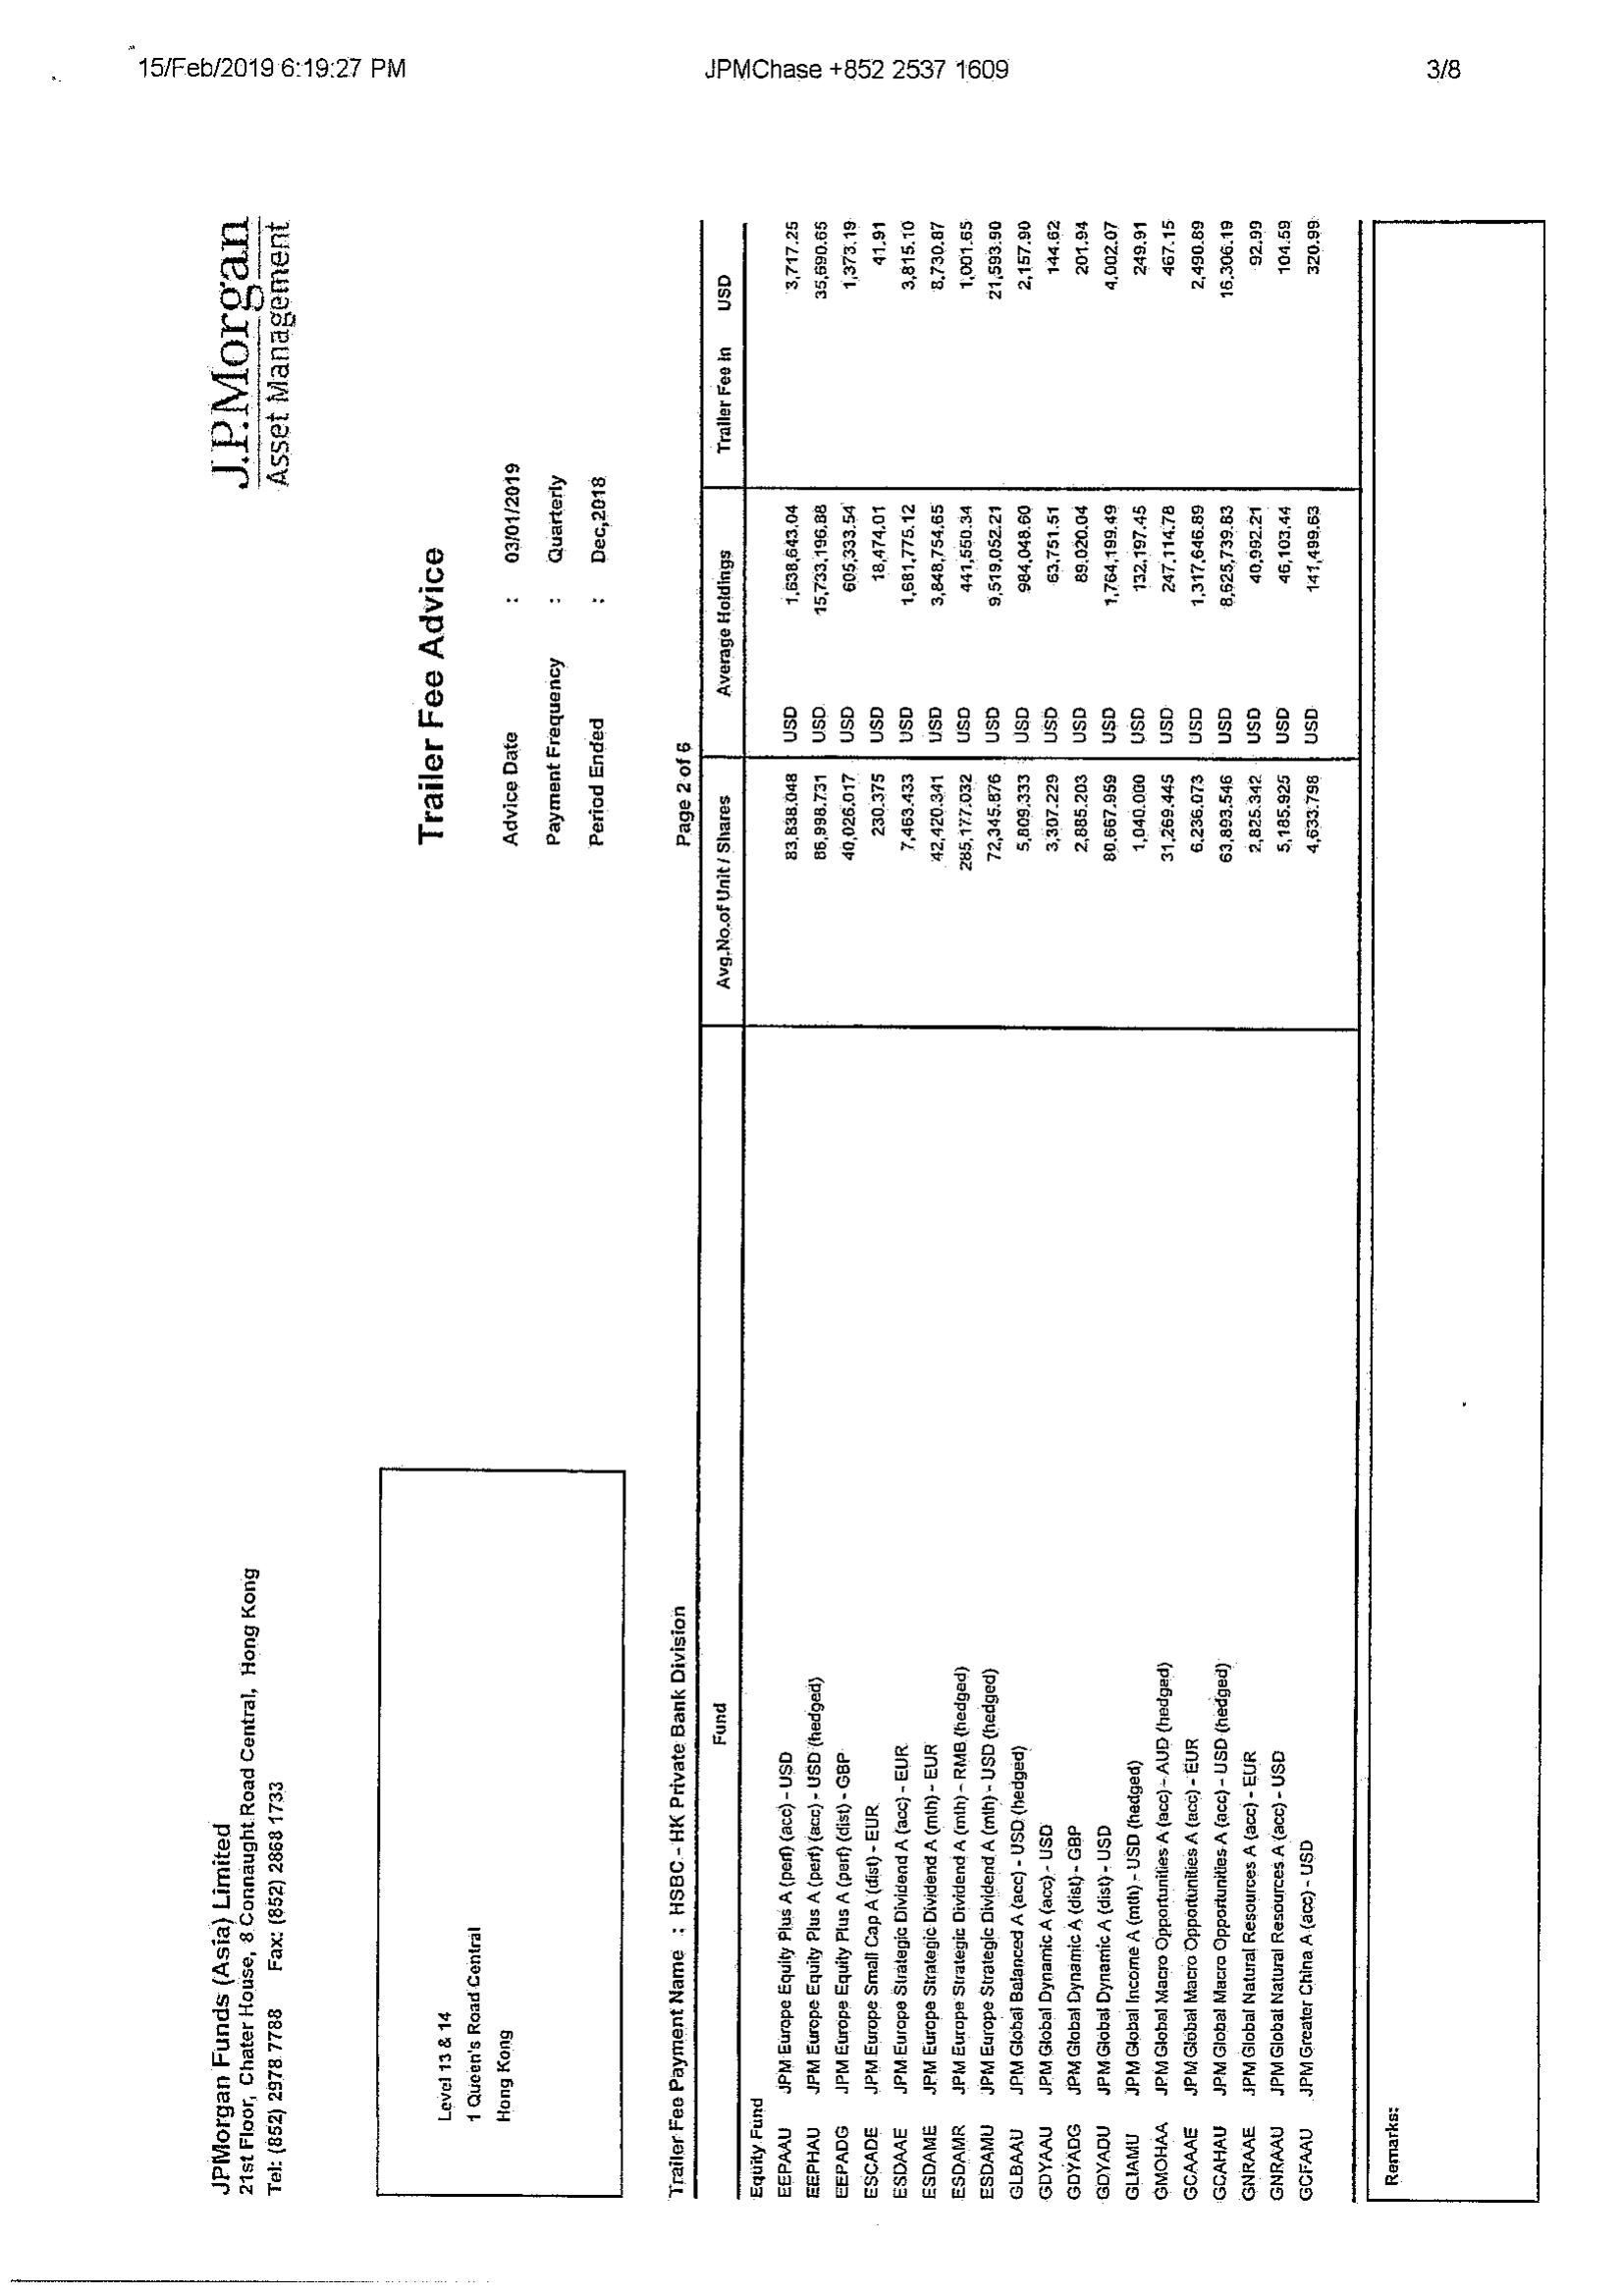 15/Feb/2019 6:19:27 PM JPMChase +852 2537 1609 3/8
JPMorgan Funds (Asia) Limited
21st Floor, Chater House, 8 Connaught Road Central, Hong Kong
Tel: (852) 2978 7788 Fax: (852) 2868 1733
J.P.Morgan
Asset Management
Level 13 & 14
1 Queen's Road Central
Hong Kong
Trailer Fee Advice
Advice Date : 03/01/2019
Payment Frequency : Quarterly
Period Ended : Dec,2018
Trailer Fee Payment Name : HSBC - HK Private Bank Division Page 2 of 6
Fund Avg.No.of Unit / Shares Average Holdings Trailer Fee In USD
Equity Fund
EEPAAU JPM Europe Equity Plus A (perf) (acc) - USD 83,838.048 USD 1,638,643.04 3,717.25
EEPHAU JPM Europe Equity Plus A (perf) (acc) - USD (hedged) 86,998.731 USD 15,733,196.88 35,690.65
EEPADG JPM Europe Equity Plus A (perf) (dist) - GBP 40,026.017 USD 605,333.54 1,373.19
ESCADE JPM Europe Small Cap A (dist) - EUR 230.375 USD 18,474.01 41.91
ESDAAE JPM Europe Strategic Dividend A (acc) - EUR 7,463.433 USD 1,681,775.12 3,815.10
ESDAME JPM Europe Strategic Dividend A (mth) - EUR 42,420.341 USD 3,848,754.65 8,730.87
ESDAMR JPM Europe Strategic Dividend A (mth) - RMB (hedged) 285,177.032 USD 441,550.34 1,001.65
ESDAMU JPM Europe Strategic Dividend A (mth) - USD (hedged) 72,345.876 USD 9,519,052.21 21,593.90
GLBAAU JPM Global Balanced A (acc) - USD (hedged) 5,809.333 USD 984,048.60 2,157.90
GDYAAU JPM Global Dynamic A (acc) - USD 3,307.229 USD 63,751.51 144.62
GDYADG JPM Global Dynamic A (dist) - GBP 2,885.203 USD 89,020.04 201.94
GDYADU JPM Global Dynamic A (dist) - USD 80,667.959 USD 1,764,199.49 4,002.07
GLIAMU JPM Global Income A (mth) - USD (hedged) 1,040.000 USD 132,197.45 249.91
GMOHAA JPM Global Macro Opportunities A (acc) - AUD (hedged) 31,269.445 USD 247,114.78 467.15
GCAAAE JPM Global Macro Opportunities A (acc) - EUR 6,236.073 USD 1,317,646.89 2,490.89
GCAHAU JPM Global Macro Opportunities A (acc) - USD (hedged) 63,893.546 USD 8,625,739.83 16,306.19
GNRAAE JPM Global Natural Resources A (acc) - EUR 2,825.342 USD 40,992.21 92.99
GNRAAU JPM Global Natural Resources A (acc) - USD 5,185.925 USD 46,103.44 104.59
GCFAAU JPM Greater China A (acc) - USD 4,633.798 USD 141,499.63 320.99
Remarks: